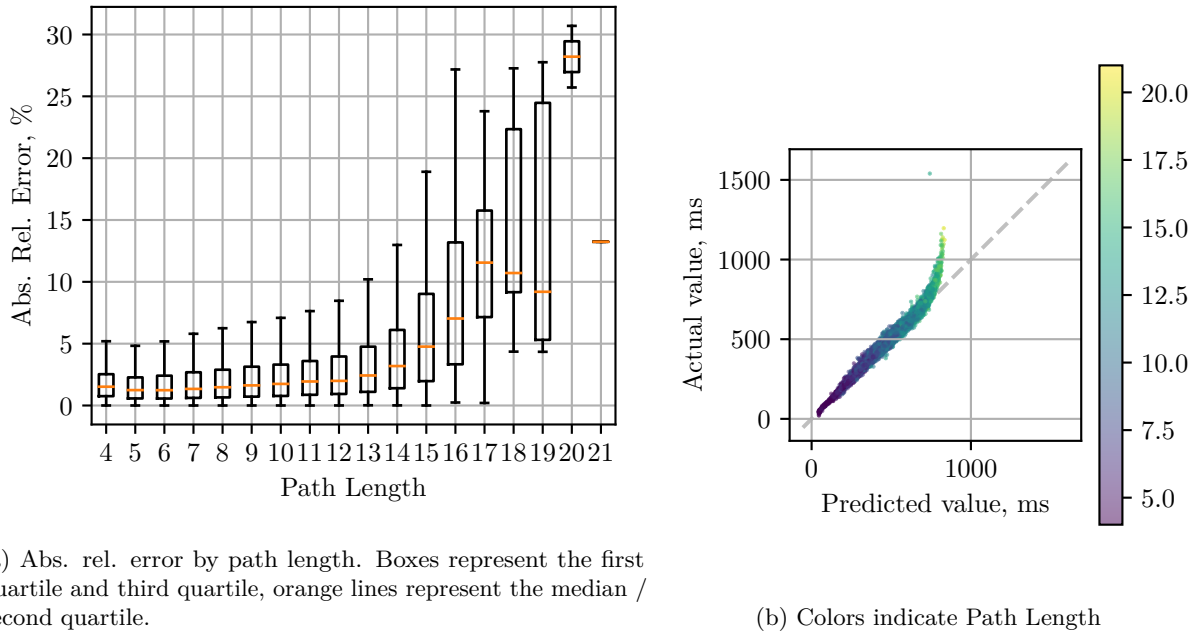 30
25
20
15
10
5
0
Abs. Rel. Error, %
4 5 6 7 8 9 10 11 12 13 14 15 16 17 18 19 20 21
Path Length
) Abs. rel. error by path length. Boxes represent the first
uartile and third quartile, orange lines represent the median /
econd quartile.
1500
1000
500
0
Actual value, ms
0 1000
Predicted value, ms
20.0
17.5
15.0
12.5
10.0
7.5
5.0
(b) Colors indicate Path Length